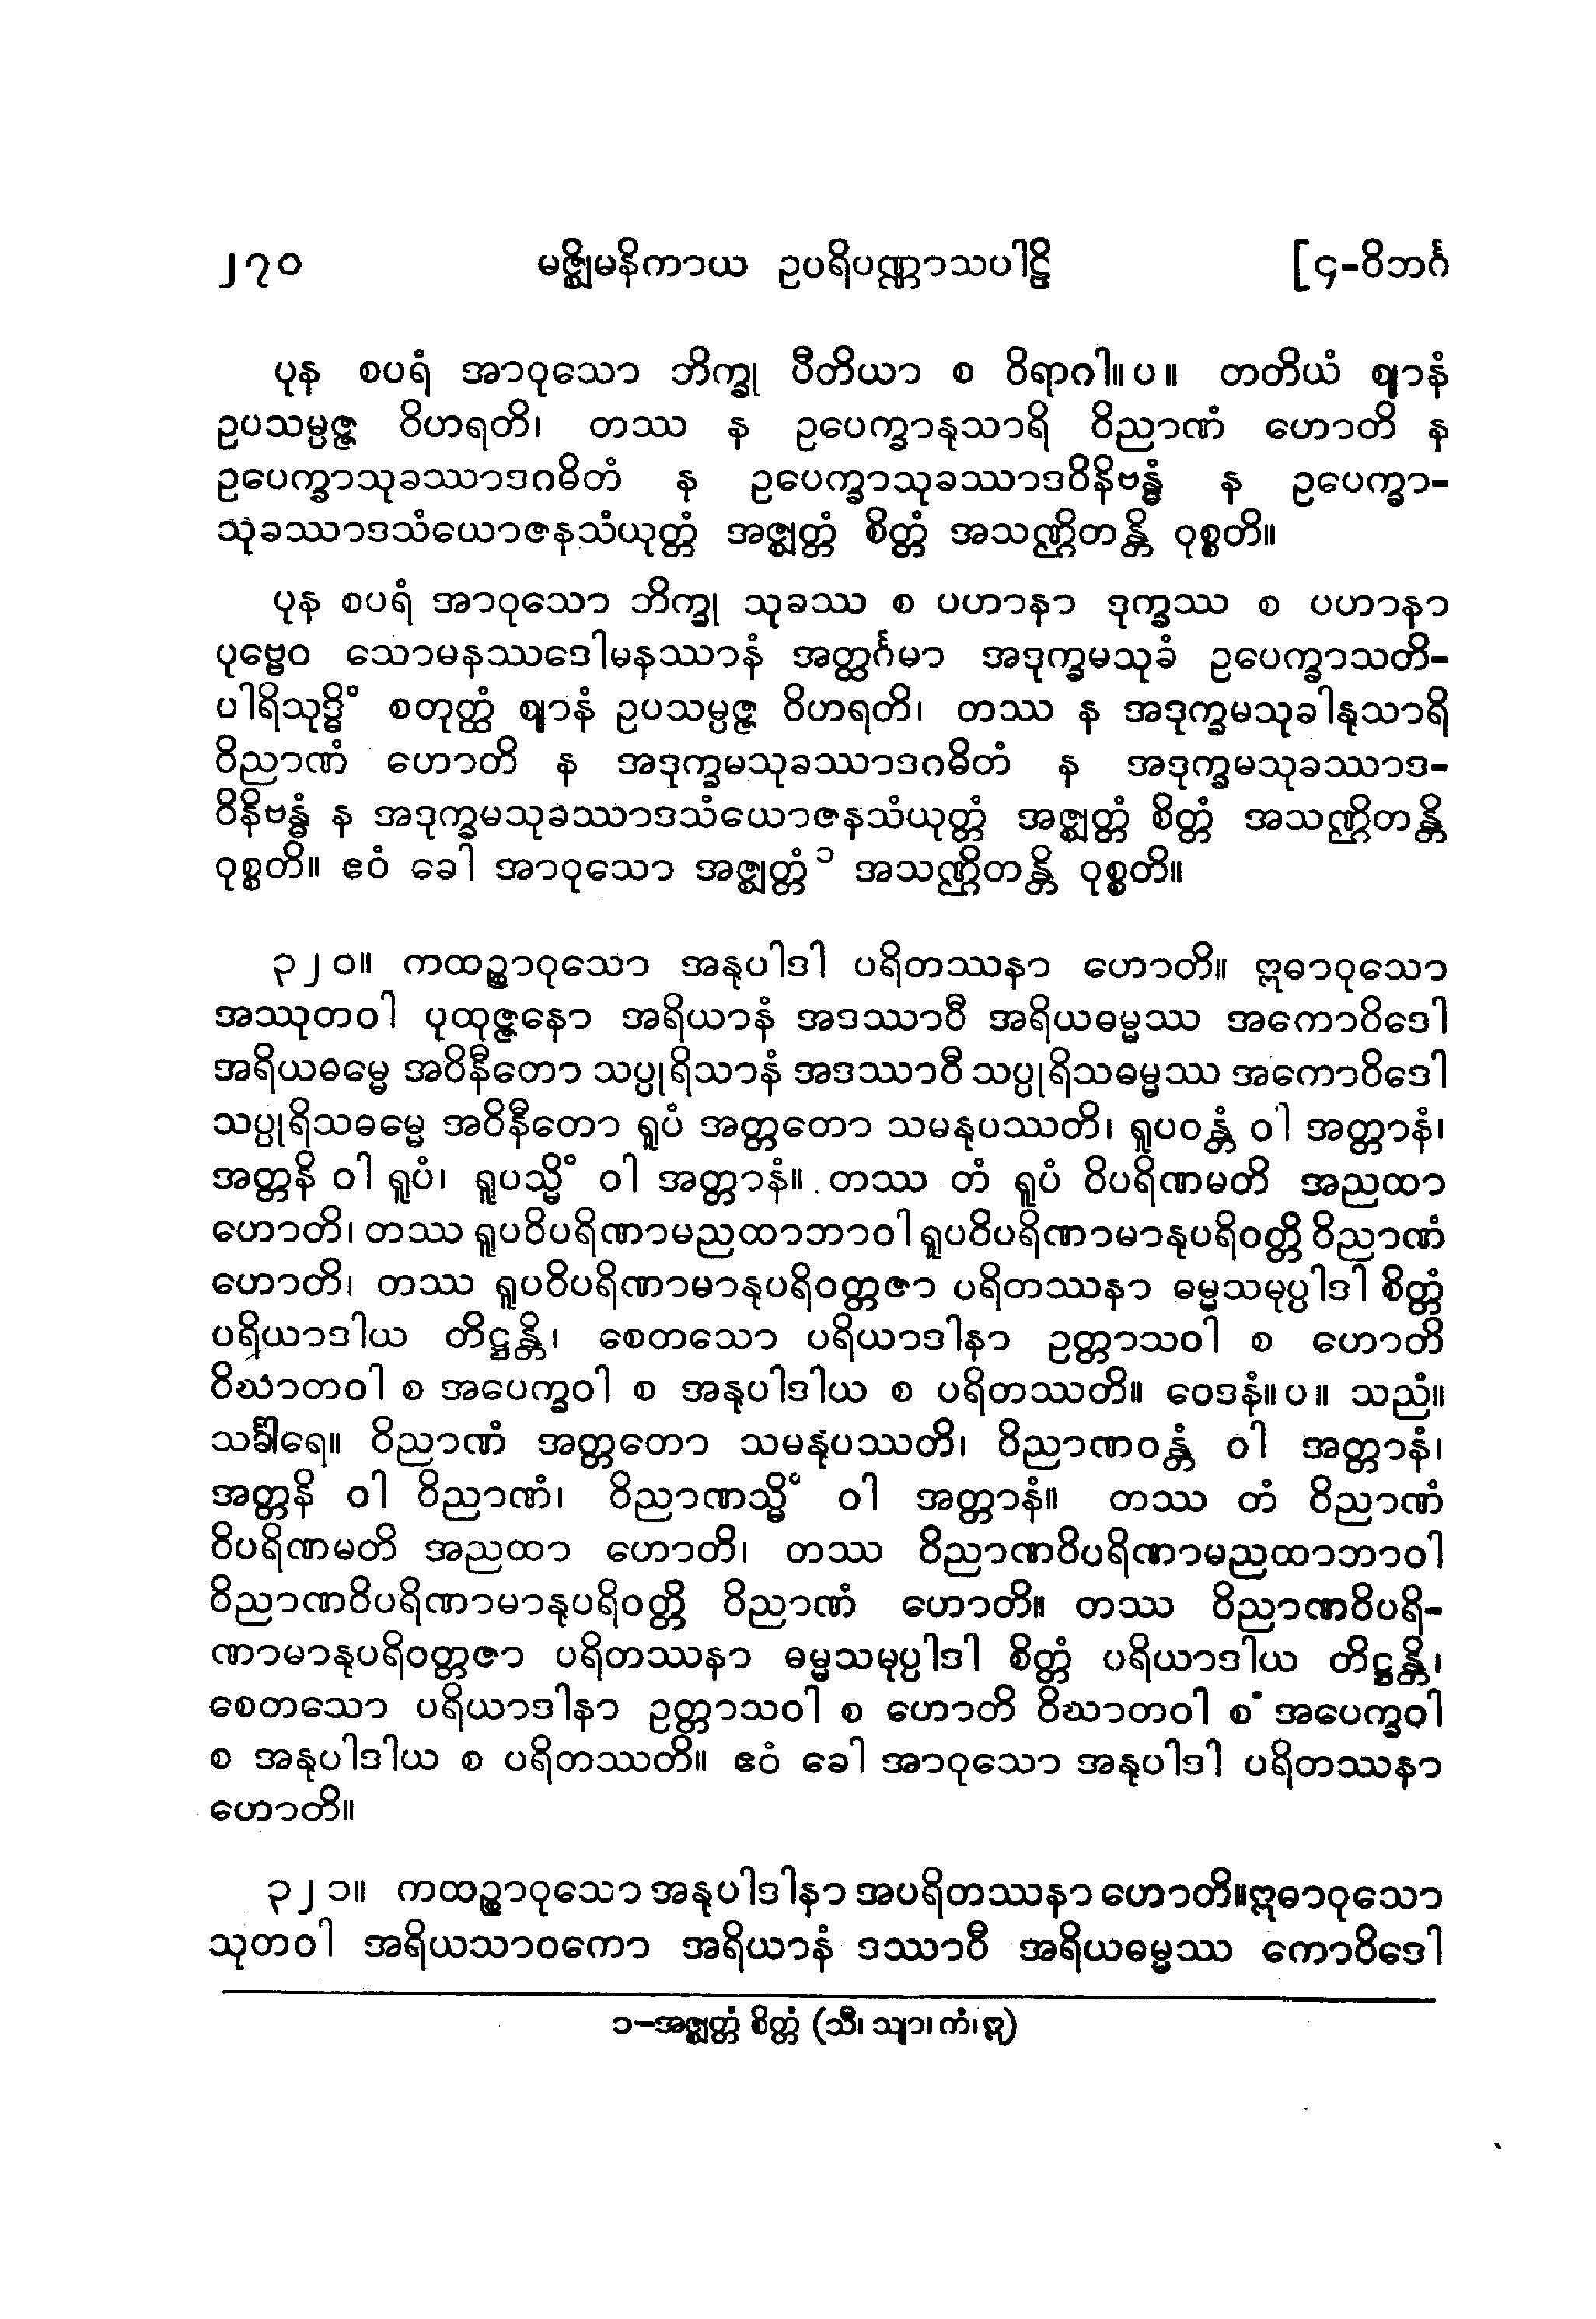 ၂၇၀ မဇ္ဈိမနိကာယ ဥပရိပဏ္ဏာသပါဠိ [၄-ဝိဘင်္ဂ
ပုန စပရံ အာဝုသော ဘိက္ခု ပီတိယာ စ ဝိရာဂါ။ပ။ တတိယံ ဈာနံ
ဥပသမ္ပဇ္ဇ ဝိဟရတိ၊ တဿ န ဥပေက္ခာနုသာရိ ဝိညာဏံ ဟောတိ န
ဥပေက္ခာသုခဿာဒဂဓိတံ န ဥပေက္ခာသုခဿာဒဝိနိဗန္ဓံ န ဥပေက္ခာ-
သုခဿာဒသံယောဇနသံယုတ္တံ အဇ္ဈတ္တံ စိတ္တံ အသဏ္ဌိတန္တိ ဝုစ္စတိ။
ပုန စပရံ အာဝုသော ဘိက္ခု သုခဿ စ ပဟာနာ ဒုက္ခဿ စ ပဟာနာ
ပုဗ္ဗေဝ သောမနဿဒေါမနဿာနံ အတ္ထင်္ဂမာ အဒုက္ခမသုခံ ဥပေက္ခာသတိ-
ပါရိသုဒ္ဓိံ စတုတ္ထံ ဈာနံ ဥပသမ္ပဇ္ဇ ဝိဟရတိ၊ တဿ န အဒုက္ခမသုခါနုသာရိ
ဝိညာဏံ ဟောတိ န အဒုက္ခမသုခဿာဒဂဓိတံ န အဒုက္ခမသုခဿာဒ-
ဝိနိဗန္ဓံ န အဒုက္ခမသုခဿာဒသံယောဇနသံယုတ္တံ အဇ္ဈတ္တံ စိတ္တံ အသဏ္ဌိတန္တိ
ဝုစ္စတိ။ ဧဝံ ခေါ အာဝုသော အဇ္ဈတ္တံ ၁ အသဏ္ဌိတန္တိ ဝုစ္စတိ။
၃၂၀။ ကထဉ္စာဝုသော အနုပါဒါ ပရိတဿနာ ဟောတိ။ ဣဓာဝုသော
အဿုတဝါ ပုထုဇ္ဇနော အရိယာနံ အဒဿာဝီ အရိယဓမ္မဿ အကောဝိဒေါ
အရိယဓမ္မေ အဝိနီတော သပ္ပုရိသာနံ အဒဿာဝီ သပ္ပုရိသဓမ္မဿ အကောဝိဒေါ
သပ္ပုရိသဓမ္မေ အဝိနီတော ရူပံ အတ္တတော သမနုပဿတိ၊ ရူပဝန္တံ ဝါ အတ္တာနံ၊
အတ္တနိ ဝါ ရူပံ၊ ရူပသ္မိံ ဝါ အတ္တာနံ။ တဿ တံ ရူပံ ဝိပရိဏမတိ အညထာ
ဟောတိ၊ တဿ ရူပဝိပရိဏာမညထာဘာဝါ ရူပဝိပရိဏာမာနုပရိဝတ္တိ ဝိညာဏံ
ဟောတိ၊ တဿ ရူပဝိပရိဏာမာနုပရိဝတ္တဇာ ပရိတဿနာ ဓမ္မသမုပ္ပါဒါ စိတ္တံ
ပရိယာဒါယ တိဋ္ဌန္တိ၊ စေတသော ပရိယာဒါနာ ဥတ္တာသဝါ စ ဟောတိ
ဝိဃာတဝါ စ အပေက္ခဝါ စ အနုပါဒါယ စ ပရိတဿတိ။ ဝေဒနံ။ပ။ သညံ။
သင်္ခါရေ။ ဝိညာဏံ အတ္တတော သမနုပဿတိ၊ ဝိညာဏဝန္တံ ဝါ အတ္တာနံ၊
အတ္တနိ ဝါ ဝိညာဏံ၊ ဝိညာဏသ္မိံ ဝါ အတ္တာနံ။ တဿ တံ ဝိညာဏံ
ဝိပရိဏမတိ အညထာ ဟောတိ၊ တဿ ဝိညာဏဝိပရိဏာမညထာဘာဝါ
ဝိညာဏဝိပရိဏာမာနုပရိဝတ္တိ ဝိညာဏံ ဟောတိ။ တဿ ဝိညာဏဝိပရိ-
ဏာမာနုပရိဝတ္တဇာ ပရိတဿနာ ဓမ္မသမုပ္ပါဒါ စိတ္တံ ပရိယာဒါယ တိဋ္ဌန္တိ၊
စေတသော ပရိယာဒါနာ ဥတ္တာသဝါ စ ဟောတိ ဝိဃာတဝါ စ အပေက္ခဝါ
စ အနုပါဒါယ စ ပရိတဿတိ။ ဧဝံ ခေါ အာဝုသော အနုပါဒါ ပရိတဿနာ
ဟောတိ။
၃၂၁။ ကထဉ္စာဝုသော အနုပါဒါနာ အပရိတဿနာ ဟောတိ။ဣဓာဝုသော
သုတဝါ အရိယသာဝကော အရိယာနံ ဒဿာဝီ အရိယဓမ္မဿ ကောဝိဒေါ
၁-အဇ္ဈတ္တံ စိတ္တံ (သီ၊ သျာ၊ ကံ၊ ဣ)